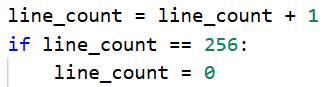 line_count = line_count + 1
if line_count == 256:
    line_count = 0